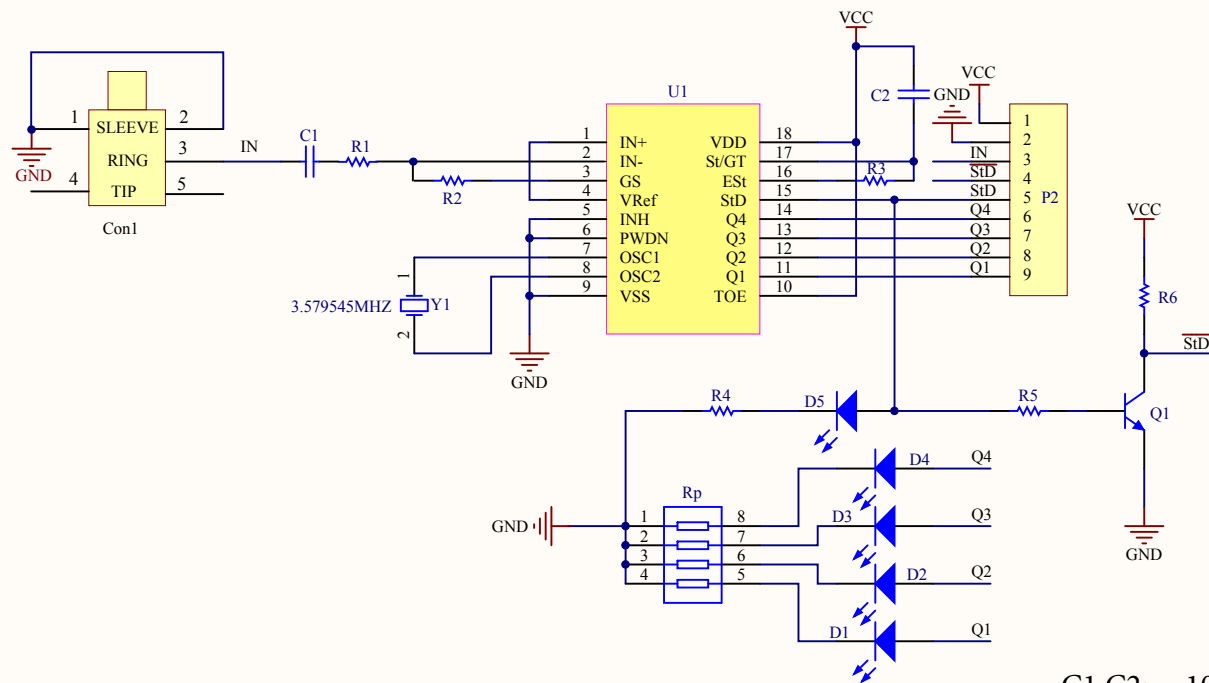 VCC
U1
C2
GND
VCC
1 SLEEVE 2
RING 3
4 TIP 5
GND
Con1
IN
C1
R1
R2
1 IN+ VDD 18
2 IN- St/GT 17
3 GS ESt 16
4 VRef StD 15
5 INH Q4 14
6 PWDN Q3 13
7 OSC1 Q2 12
8 OSC2 Q1 11
9 VSS TOE 10
R3
1
2
IN 3
StD 4
StD 5
Q4 6
Q3 7
Q2 8
Q1 9
P2
1
3.579545MHZ Y1
2
GND
VCC
R6
StD
R4
D5
R5
Q1
D4 Q4
Rp
GND
1 8
2 7
3 6
4 5
D3 Q3
D2 Q2
D1 Q1
GND